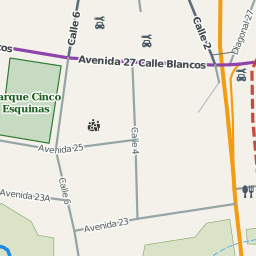 Calle 6
Calle-2
Diagonal-27
cos
Avenida 27 Calle Blancos
arque Cinco
Esquinas
Avenida-25
Calle 4
Calle-6
Avenida-23A
Avenida-23